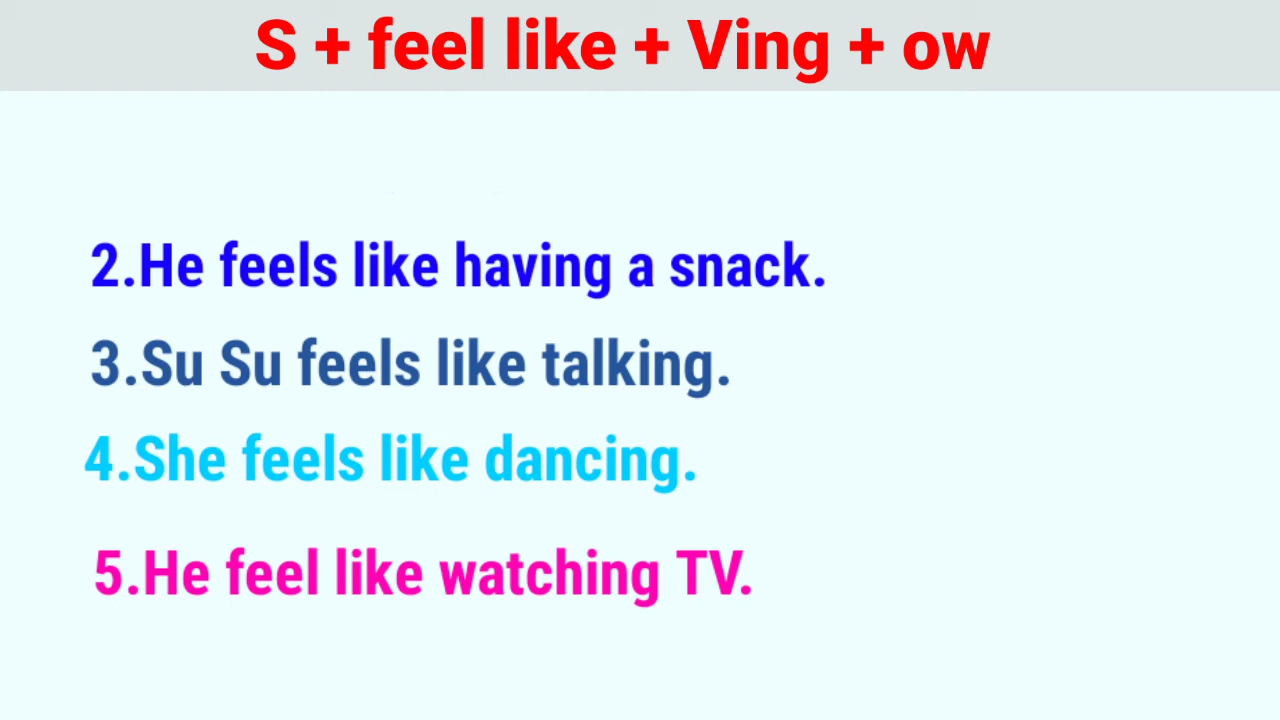 S + feel like + Ving + ow
2.He feels like having a snack.
3.Su Su feels like talking.
4.She feels like dancing.
5.He feel like watching TV.